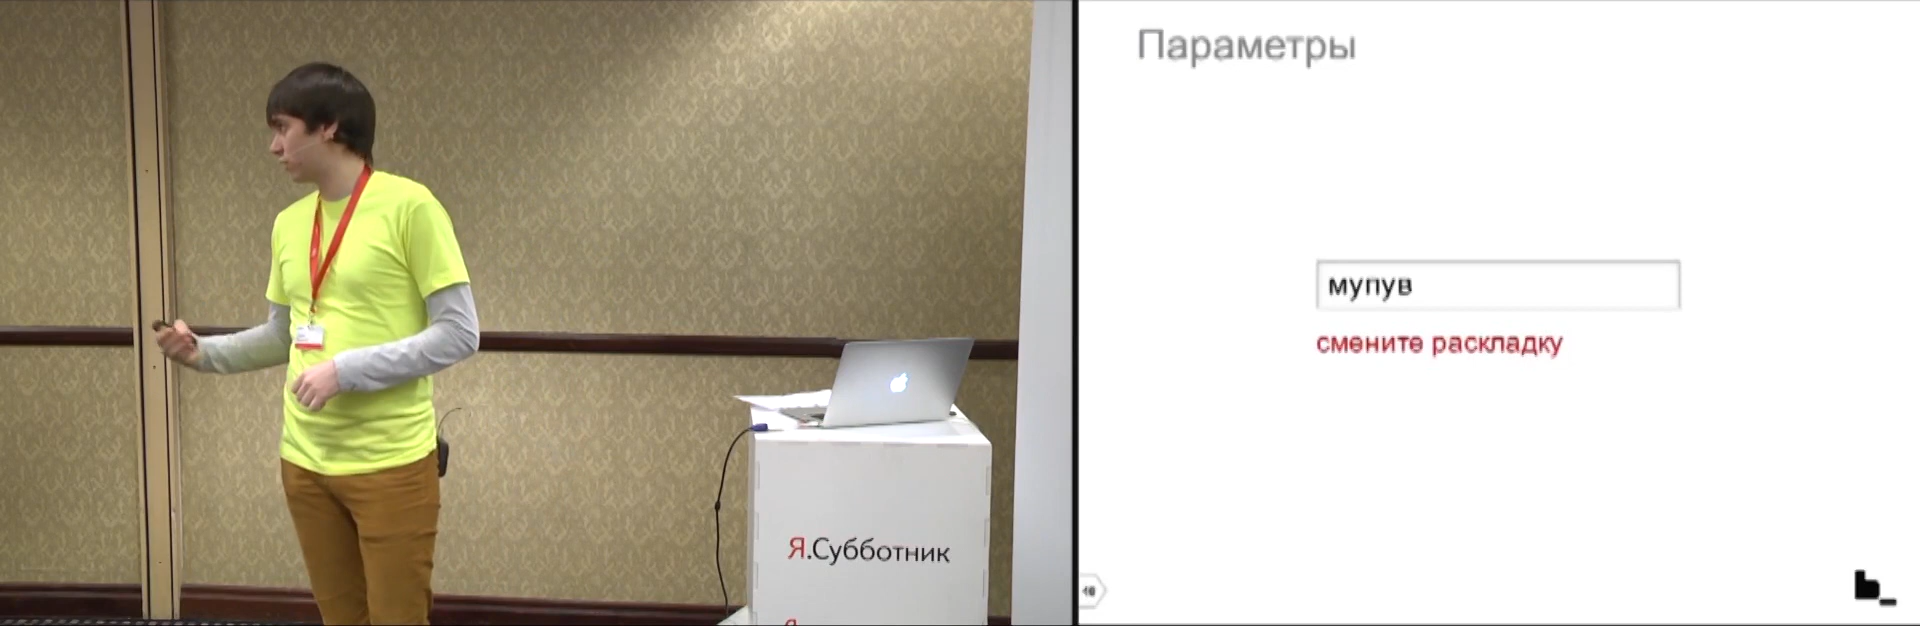 Параметры
мупув
смените раскладку
Я.Субботник